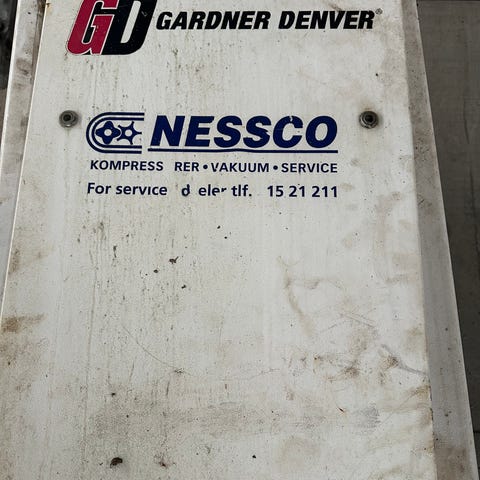 GD GARDNER DENVER®
NESSCO
KOMPRESS RER • VAKUUM • SERVICE
For service d eler tlf. 15 21 211